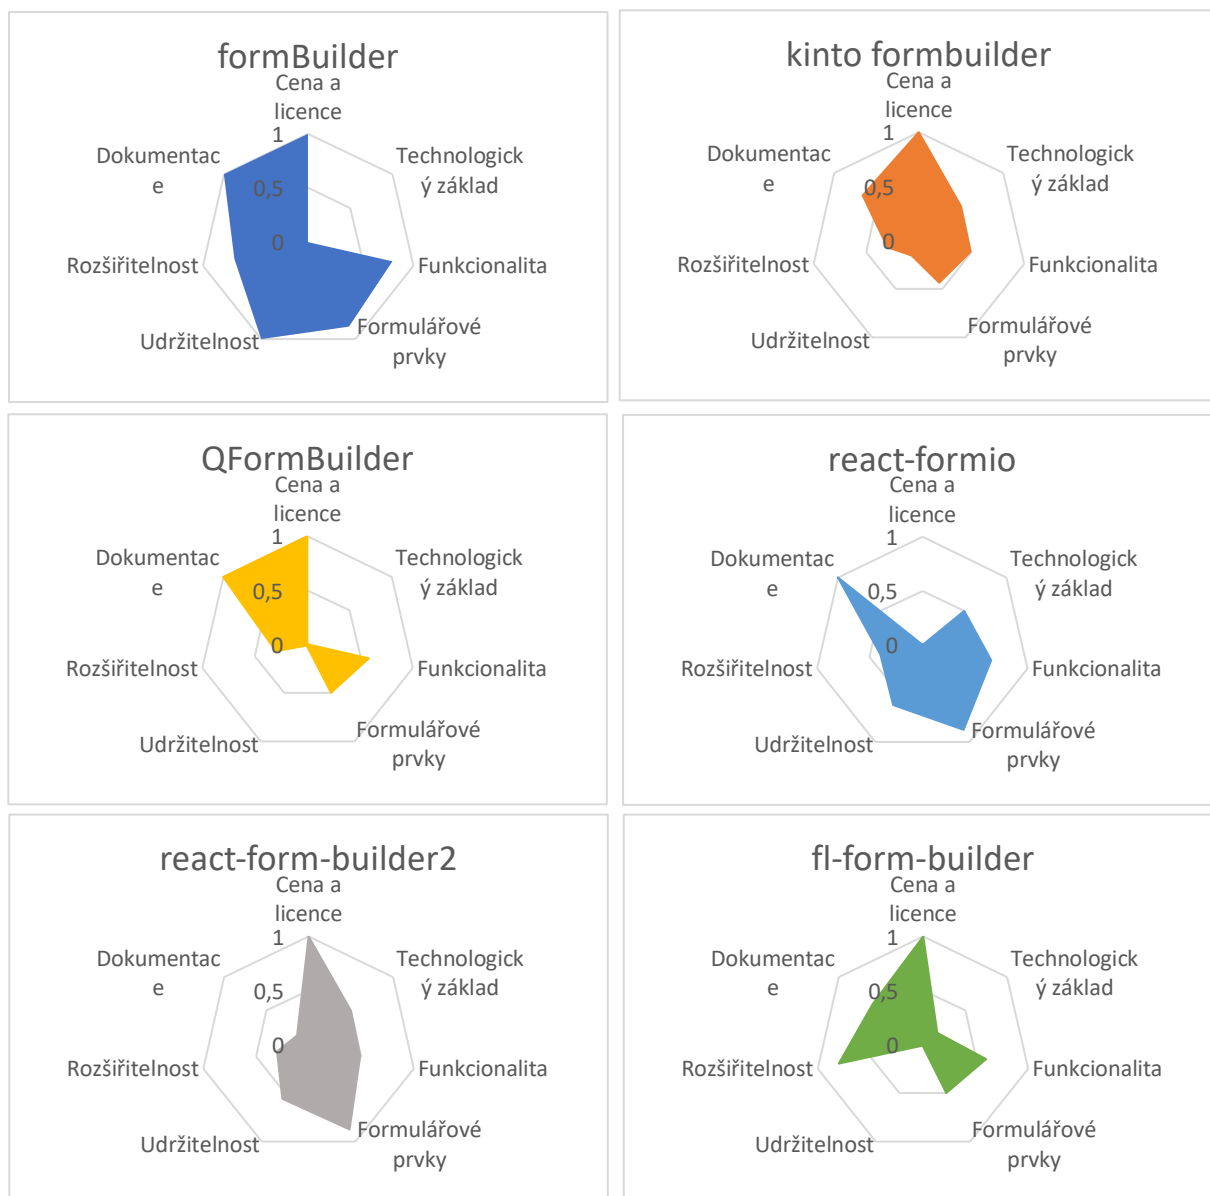 formBuilder
Cena a
licence
1
Dokumentac
e
Technologick
ý základ
0,5
0
Rozšiřitelnost
Funkcionalita
Udržitelnost
Formulářové
prvky
kinto formbuilder
Cena a
licence
1
Dokumentac
e
Technologick
ý základ
0,5
0
Rozšiřitelnost
Funkcionalita
Udržitelnost
Formulářové
prvky
QFormBuilder
Cena a
licence
1
Dokumentac
e
Technologick
ý základ
0,5
0
Rozšiřitelnost
Funkcionalita
Udržitelnost
Formulářové
prvky
react-formio
Cena a
licence
1
Dokumentac
e
Technologick
ý základ
0,5
0
Rozšiřitelnost
Funkcionalita
Udržitelnost
Formulářové
prvky
react-form-builder2
Cena a
licence
1
Dokumentac
e
Technologick
ý základ
0,5
0
Rozšiřitelnost
Funkcionalita
Udržitelnost
Formulářové
prvky
fl-form-builder
Cena a
licence
1
Dokumentac
e
Technologick
ý základ
0,5
0
Rozšiřitelnost
Funkcionalita
Udržitelnost
Formulářové
prvky